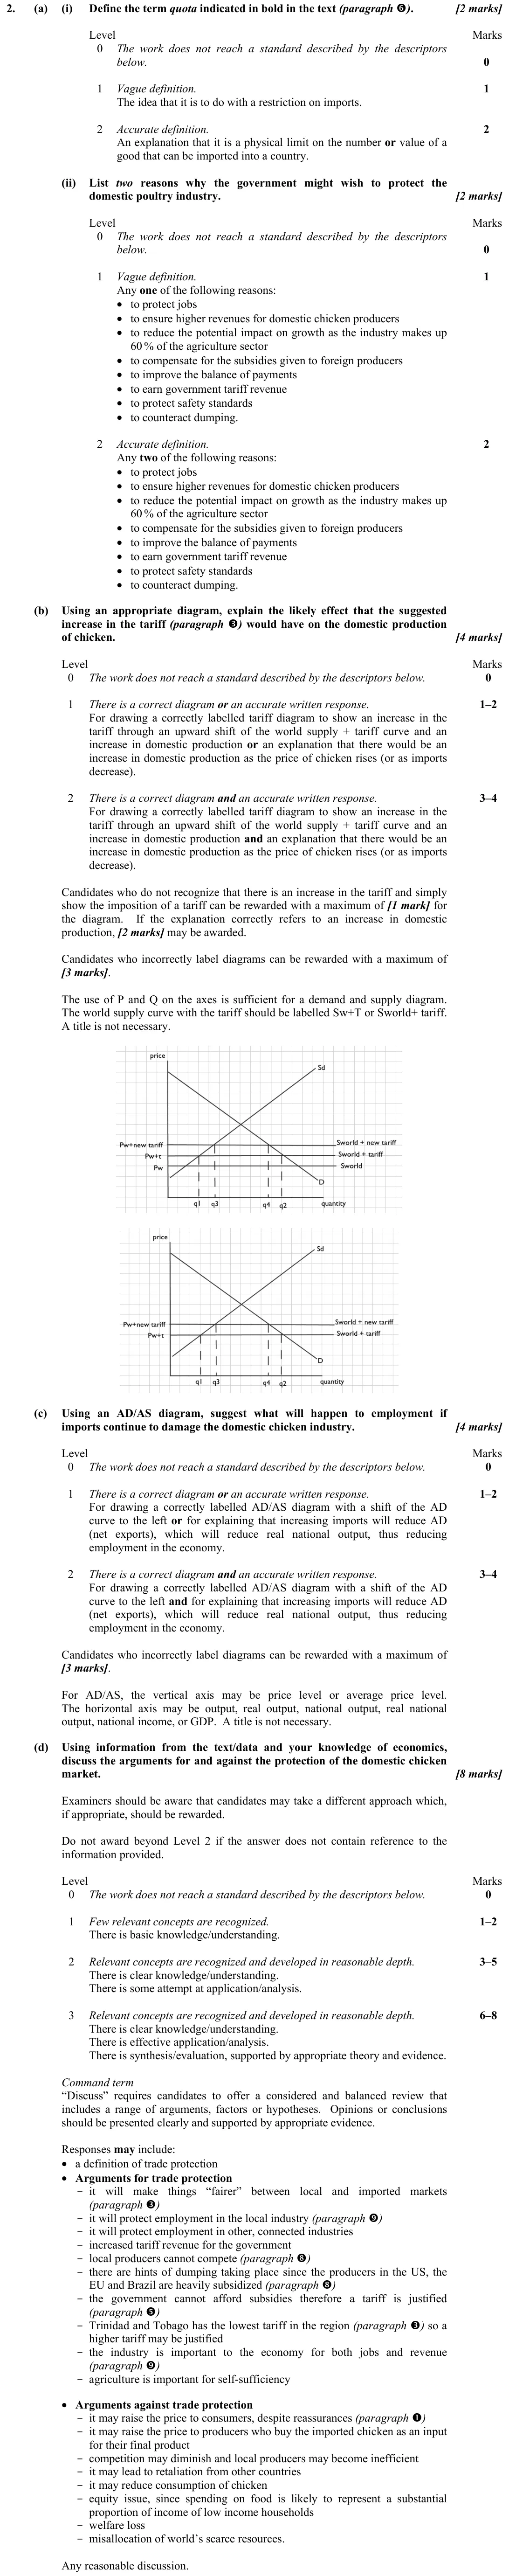 2. (a) (i) Define the term quota indicated in bold in the text (paragraph ❻). [2 marks]
Level Marks
0 The work does not reach a standard described by the descriptors
below. 0
1 Vague definition. 1
The idea that it is to do with a restriction on imports.
2 Accurate definition. 2
An explanation that it is a physical limit on the number or value of a
good that can be imported into a country.
(ii) List two reasons why the government might wish to protect the
domestic poultry industry. [2 marks]
Level Marks
0 The work does not reach a standard described by the descriptors
below. 0
1 Vague definition. 1
Any one of the following reasons:
• to protect jobs
• to ensure higher revenues for domestic chicken producers
• to reduce the potential impact on growth as the industry makes up
60 % of the agriculture sector
• to compensate for the subsidies given to foreign producers
• to improve the balance of payments
• to earn government tariff revenue
• to protect safety standards
• to counteract dumping.
2 Accurate definition. 2
Any two of the following reasons:
• to protect jobs
• to ensure higher revenues for domestic chicken producers
• to reduce the potential impact on growth as the industry makes up
60 % of the agriculture sector
• to compensate for the subsidies given to foreign producers
• to improve the balance of payments
• to earn government tariff revenue
• to protect safety standards
• to counteract dumping.
(b) Using an appropriate diagram, explain the likely effect that the suggested
increase in the tariff (paragraph ❸) would have on the domestic production
of chicken. [4 marks]
Level Marks
0 The work does not reach a standard described by the descriptors below. 0
1 There is a correct diagram or an accurate written response. 1–2
For drawing a correctly labelled tariff diagram to show an increase in the
tariff through an upward shift of the world supply + tariff curve and an
increase in domestic production or an explanation that there would be an
increase in domestic production as the price of chicken rises (or as imports
decrease).
2 There is a correct diagram and an accurate written response. 3–4
For drawing a correctly labelled tariff diagram to show an increase in the
tariff through an upward shift of the world supply + tariff curve and an
increase in domestic production and an explanation that there would be an
increase in domestic production as the price of chicken rises (or as imports
decrease).
Candidates who do not recognize that there is an increase in the tariff and simply
show the imposition of a tariff can be rewarded with a maximum of [1 mark] for
the diagram. If the explanation correctly refers to an increase in domestic
production, [2 marks] may be awarded.
Candidates who incorrectly label diagrams can be rewarded with a maximum of
[3 marks].
The use of P and Q on the axes is sufficient for a demand and supply diagram.
The world supply curve with the tariff should be labelled Sw+T or Sworld+ tariff.
A title is not necessary.
price
Sd
Pw+new tariff Sworld + new tariff
Pw+t Sworld + tariff
Pw Sworld
D
q1 q3 q4 q2 quantity
price
Sd
Pw+new tariff Sworld + new tariff
Pw+t Sworld + tariff
D
q1 q3 q4 q2 quantity
(c) Using an AD/AS diagram, suggest what will happen to employment if
imports continue to damage the domestic chicken industry. [4 marks]
Level Marks
0 The work does not reach a standard described by the descriptors below. 0
1 There is a correct diagram or an accurate written response. 1–2
For drawing a correctly labelled AD/AS diagram with a shift of the AD
curve to the left or for explaining that increasing imports will reduce AD
(net exports), which will reduce real national output, thus reducing
employment in the economy.
2 There is a correct diagram and an accurate written response. 3–4
For drawing a correctly labelled AD/AS diagram with a shift of the AD
curve to the left and for explaining that increasing imports will reduce AD
(net exports), which will reduce real national output, thus reducing
employment in the economy.
Candidates who incorrectly label diagrams can be rewarded with a maximum of
[3 marks].
For AD/AS, the vertical axis may be price level or average price level.
The horizontal axis may be output, real output, national output, real national
output, national income, or GDP. A title is not necessary.
(d) Using information from the text/data and your knowledge of economics,
discuss the arguments for and against the protection of the domestic chicken
market. [8 marks]
Examiners should be aware that candidates may take a different approach which,
if appropriate, should be rewarded.
Do not award beyond Level 2 if the answer does not contain reference to the
information provided.
Level Marks
0 The work does not reach a standard described by the descriptors below. 0
1 Few relevant concepts are recognized. 1–2
There is basic knowledge/understanding.
2 Relevant concepts are recognized and developed in reasonable depth. 3–5
There is clear knowledge/understanding.
There is some attempt at application/analysis.
3 Relevant concepts are recognized and developed in reasonable depth. 6–8
There is clear knowledge/understanding.
There is effective application/analysis.
There is synthesis/evaluation, supported by appropriate theory and evidence.
Command term
“Discuss” requires candidates to offer a considered and balanced review that
includes a range of arguments, factors or hypotheses. Opinions or conclusions
should be presented clearly and supported by appropriate evidence.
Responses may include:
• a definition of trade protection
• Arguments for trade protection
– it will make things “fairer” between local and imported markets
(paragraph ❸)
– it will protect employment in the local industry (paragraph ❾)
– it will protect employment in other, connected industries
– increased tariff revenue for the government
– local producers cannot compete (paragraph ❽)
– there are hints of dumping taking place since the producers in the US, the
EU and Brazil are heavily subsidized (paragraph ❽)
– the government cannot afford subsidies therefore a tariff is justified
(paragraph ❺)
– Trinidad and Tobago has the lowest tariff in the region (paragraph ❸) so a
higher tariff may be justified
– the industry is important to the economy for both jobs and revenue
(paragraph ❾)
– agriculture is important for self-sufficiency
• Arguments against trade protection
– it may raise the price to consumers, despite reassurances (paragraph ❶)
– it may raise the price to producers who buy the imported chicken as an input
for their final product
– competition may diminish and local producers may become inefficient
– it may lead to retaliation from other countries
– it may reduce consumption of chicken
– equity issue, since spending on food is likely to represent a substantial
proportion of income of low income households
– welfare loss
– misallocation of world’s scarce resources.
Any reasonable discussion.